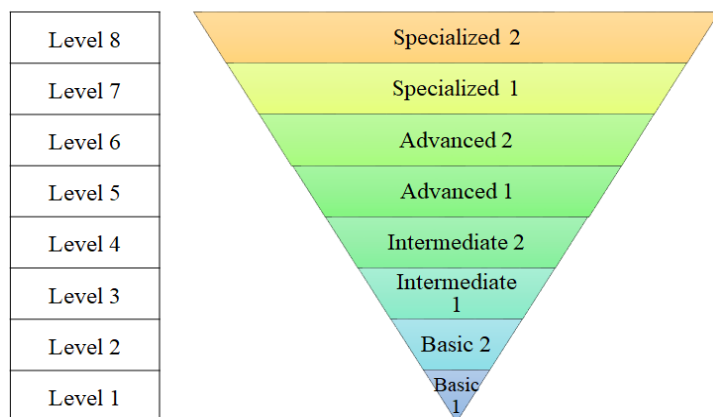 Level 8
Specialized 2
Level 7
Specialized 1
Level 6
Advanced 2
Level 5
Advanced 1
Level 4
Intermediate 2
Level 3
Intermediate
1
Level 2
Basic 2
Level 1
Basic
1